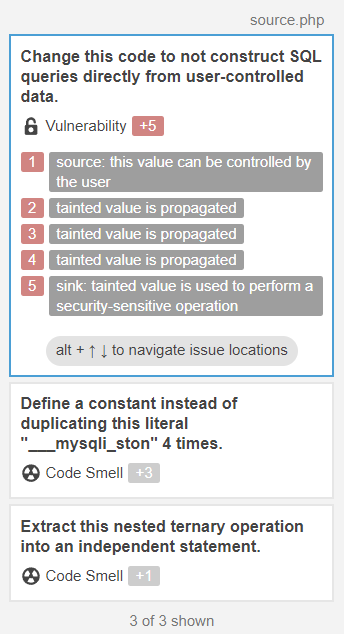 source.php
Change this code to not construct SQL
queries directly from user-controlled
data.
Vulnerability +5
1 source: this value can be controlled by
the user
2 tainted value is propagated
3 tainted value is propagated
4 tainted value is propagated
5 sink: tainted value is used to perform a
security-sensitive operation
alt + ↑ ↓ to navigate issue locations
Define a constant instead of
duplicating this literal
"___mysqli_ston" 4 times.
Code Smell +3
Extract this nested ternary operation
into an independent statement.
Code Smell +1
3 of 3 shown